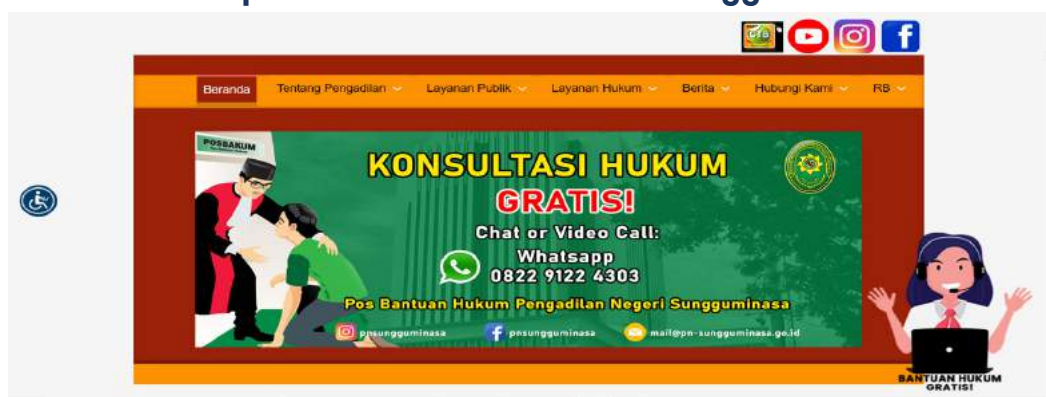 Beranda
Tentang Pengadilan
Layanan Publik
Layanan Hukum
Berita
Hubungi Kami
RB
POSBAKUM
KONSULTASI HUKUM
GRATIS!
Chat or Video Call:
Whatsapp
0822 9122 4303
Pos Bantuan Hukum Pengadilan Negeri Sungguminasa
pnsungguminasa
pnsungguminasa
mail@pn-sungguminasa.go.id
BANTUAN HUKUM
GRATIS!